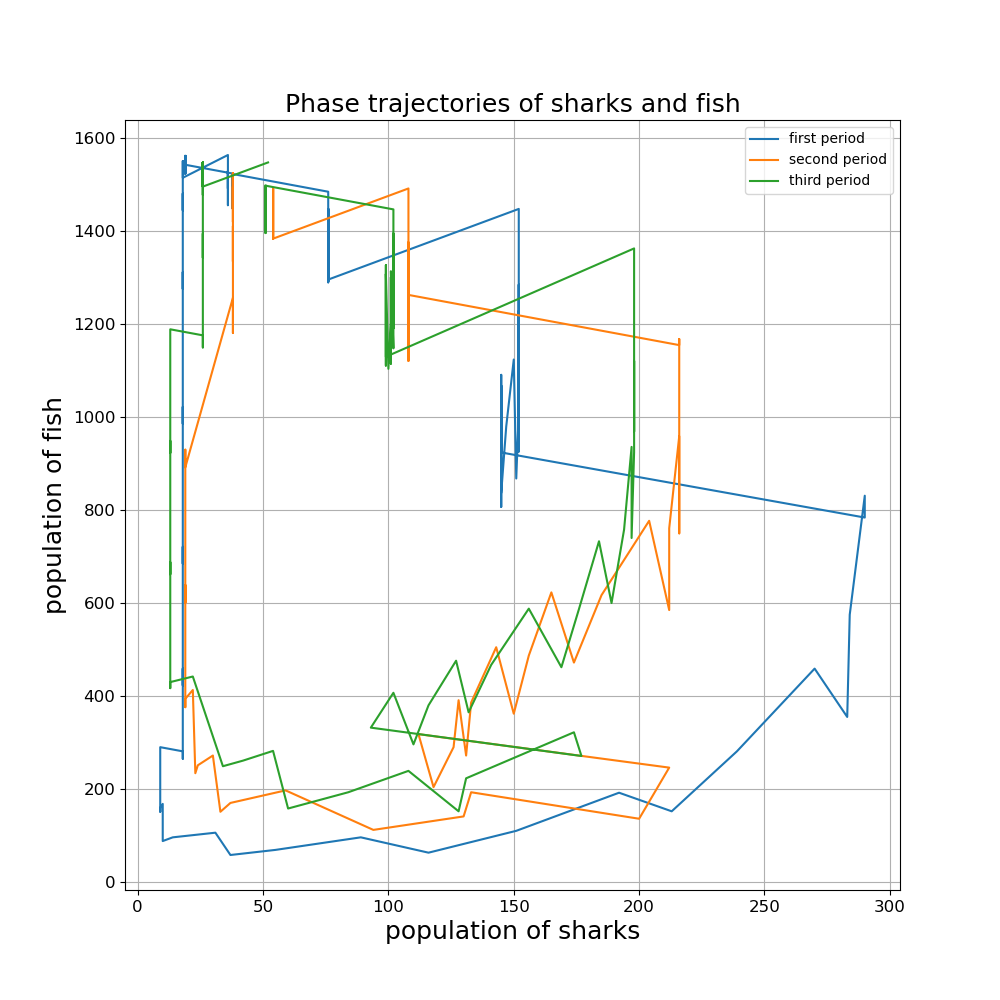 Phase trajectories of sharks and fish
first period
second period
third period
1600
1400
1200
1000
800
600
400
200
0
population of fish
0 50 100 150 200 250 300
population of sharks